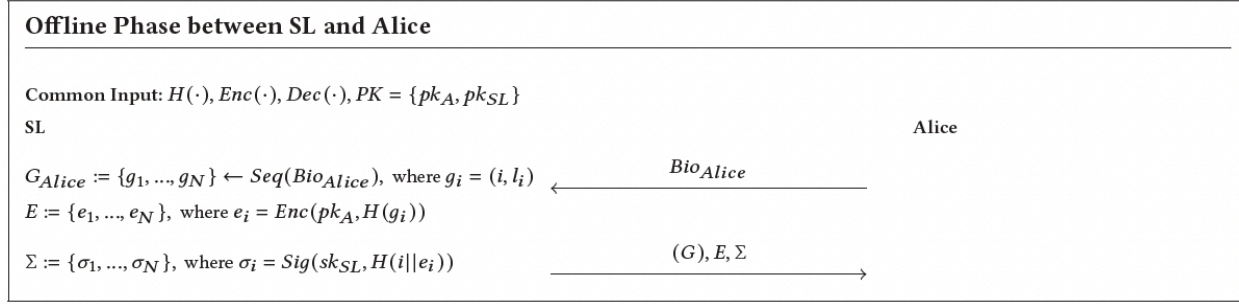 Offline Phase between SL and Alice
Common Input: H(·), Enc(·), Dec(·), PK = {pk_A, pk_SL}
SL Alice
G_Alice := {g_1, ..., g_N} ← Seq(Bio_Alice), where g_i = (i, l_i) Bio_Alice
E := {e_1, ..., e_N}, where e_i = Enc(pk_A, H(g_i))
Σ := {σ_1, ..., σ_N}, where σ_i = Sig(sk_SL, H(i||e_i)) (G), E, Σ